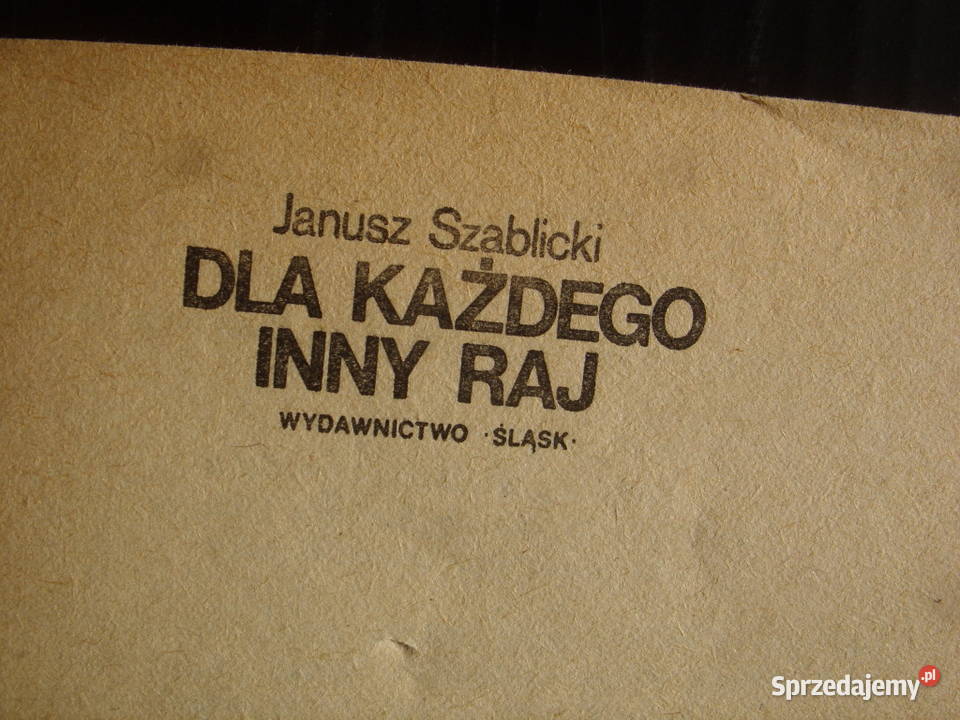 Janusz Szablicki
DLA KAŻDEGO
INNY RAJ
WYDAWNICTWO ·ŚLĄSK·
Sprzedajemy.pl